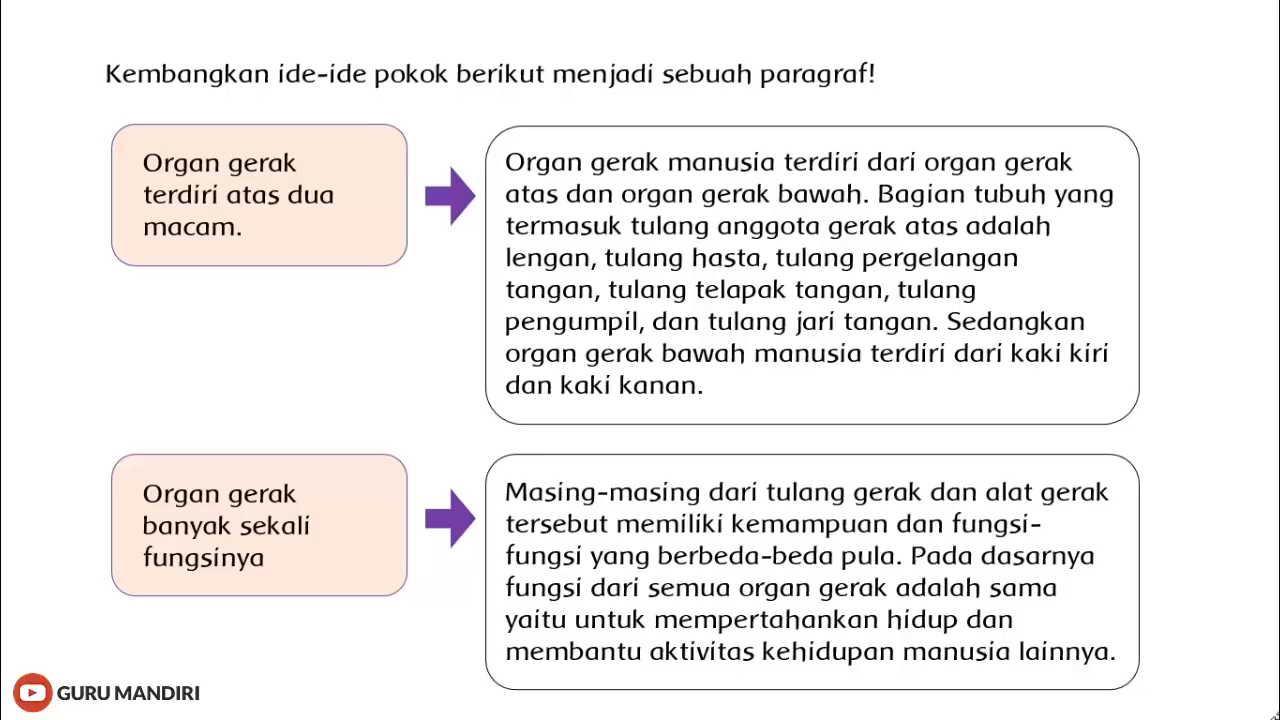 Kembangkan ide-ide pokok berikut menjadi sebuah paragraf!
Organ gerak
terdiri atas dua
macam.
Organ gerak manusia terdiri dari organ gerak
atas dan organ gerak bawah. Bagian tubuh yang
termasuk tulang anggota gerak atas adalah
lengan, tulang hasta, tulang pergelangan
tangan, tulang telapak tangan, tulang
pengumpil, dan tulang jari tangan. Sedangkan
organ gerak bawah manusia terdiri dari kaki kiri
dan kaki kanan.
Organ gerak
banyak sekali
fungsinya
Masing-masing dari tulang gerak dan alat gerak
tersebut memiliki kemampuan dan fungsi-
fungsi yang berbeda-beda pula. Pada dasarnya
fungsi dari semua organ gerak adalah sama
yaitu untuk mempertahankan hidup dan
membantu aktivitas kehidupan manusia lainnya.
GURU MANDIRI